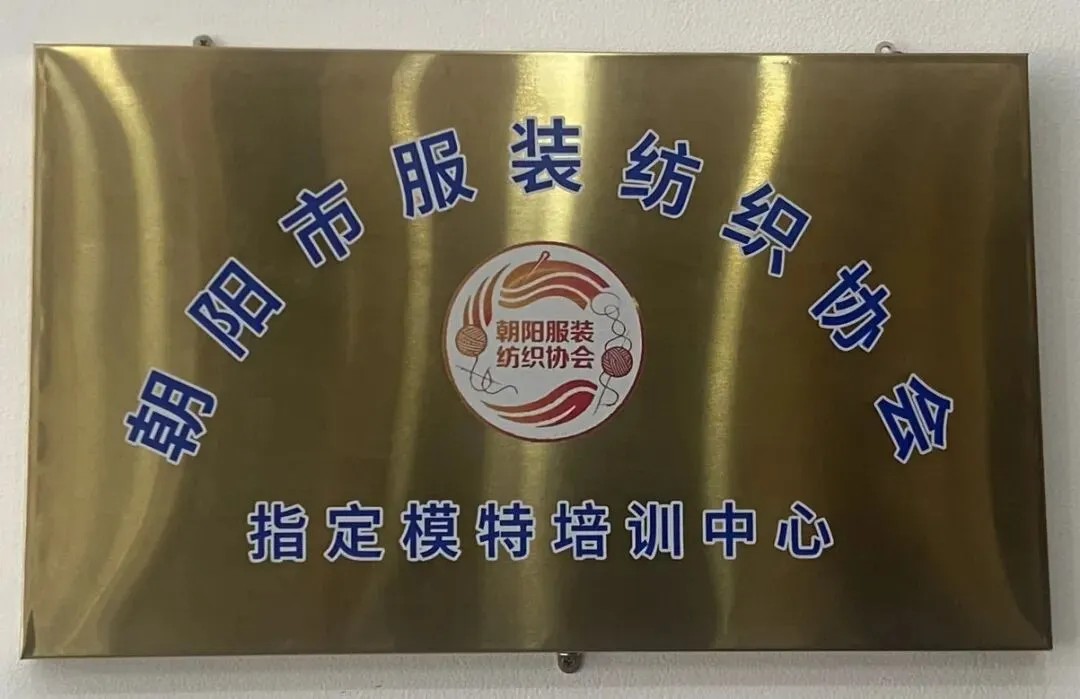 朝阳市服装纺织协会
朝阳服装
纺织协会
指定模特培训中心